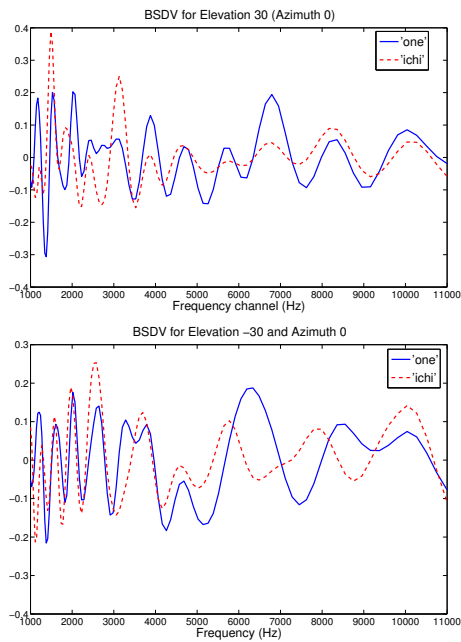 BSDV for Elevation 30 (Azimuth 0)
0.4
0.3
0.2
0.1
0
−0.1
−0.2
−0.3
−0.4
'one'
'ichi'
1000 2000 3000 4000 5000 6000 7000 8000 9000 10000 11000
Frequency channel (Hz)
BSDV for Elevation −30 and Azimuth 0
0.3
0.2
0.1
0
−0.1
−0.2
−0.3
−0.4
'one'
'ichi'
1000 2000 3000 4000 5000 6000 7000 8000 9000 10000 11000
Frequency (Hz)